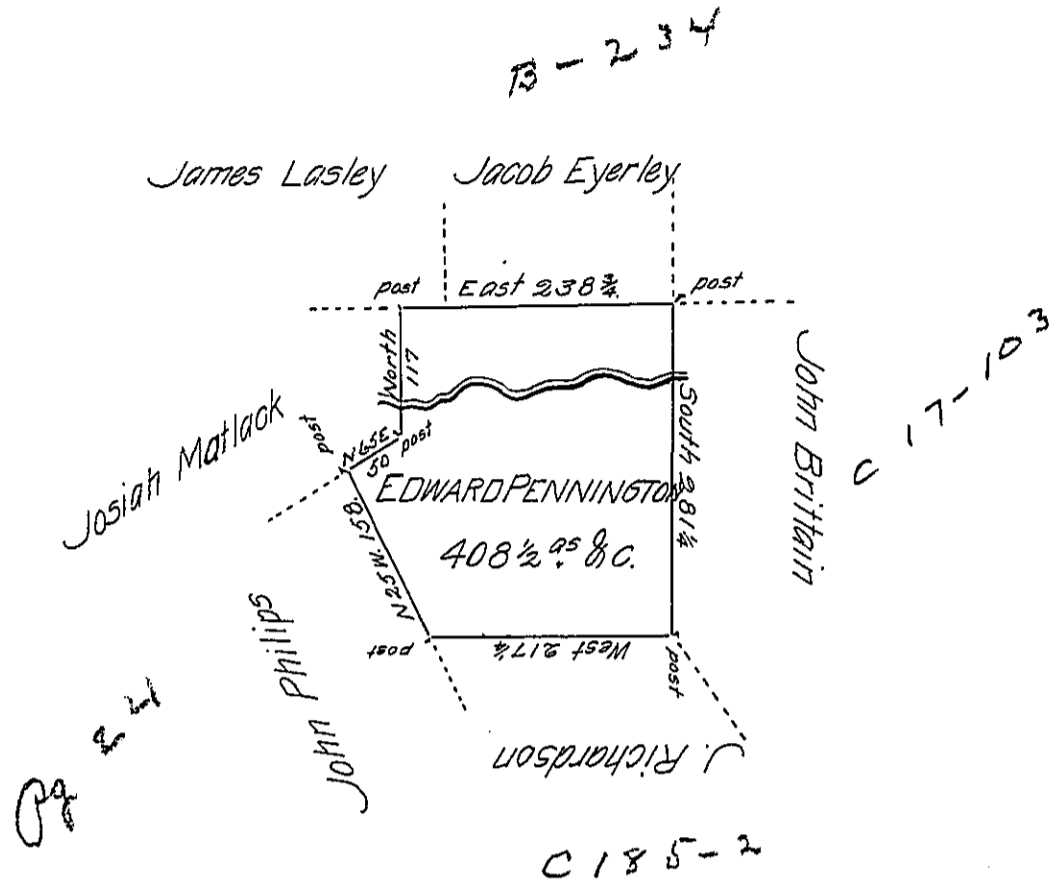 B-234
James Lasley
Jacob Eyerley
post
East 238¾
post
North
117
John Brittain
C 17-103
Josiah Matlack
post
N65E
50
post
South 281¼
EDWARD PENNINGTON
408½ as & C.
N25W. 158.
post
West 217¼
post
John Philips
J. Richardson
Pg
C185-2